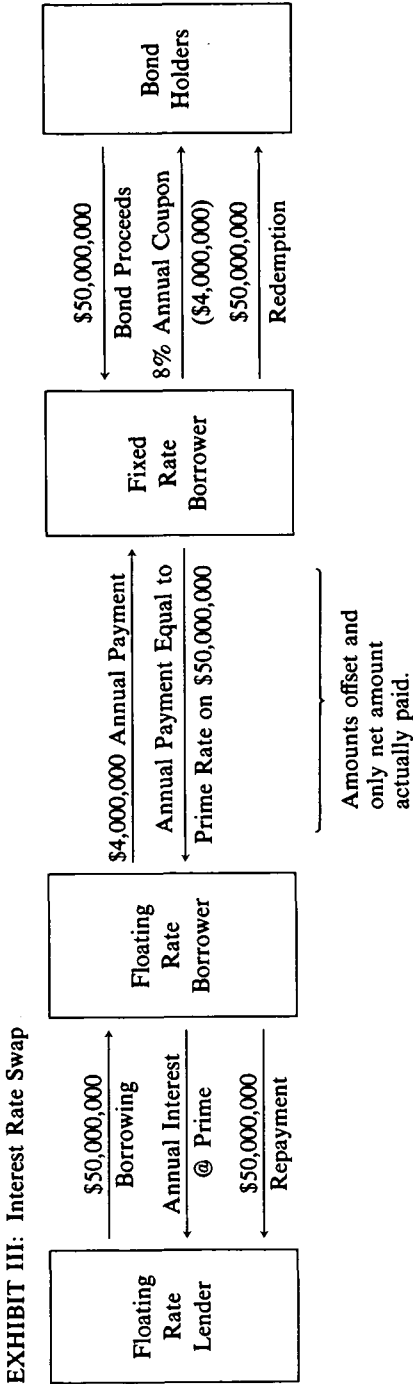 EXHIBIT III: Interest Rate Swap
Floating
Rate
Lender
$50,000,000
Borrowing
Annual Interest
@ Prime
$50,000,000
Repayment
Floating
Rate
Borrower
$4,000,000 Annual Payment
Annual Payment Equal to
Prime Rate on $50,000,000
Amounts offset and
only net amount
actually paid.
Fixed
Rate
Borrower
$50,000,000
Bond Proceeds
8% Annual Coupon
($4,000,000)
$50,000,000
Redemption
Bond
Holders